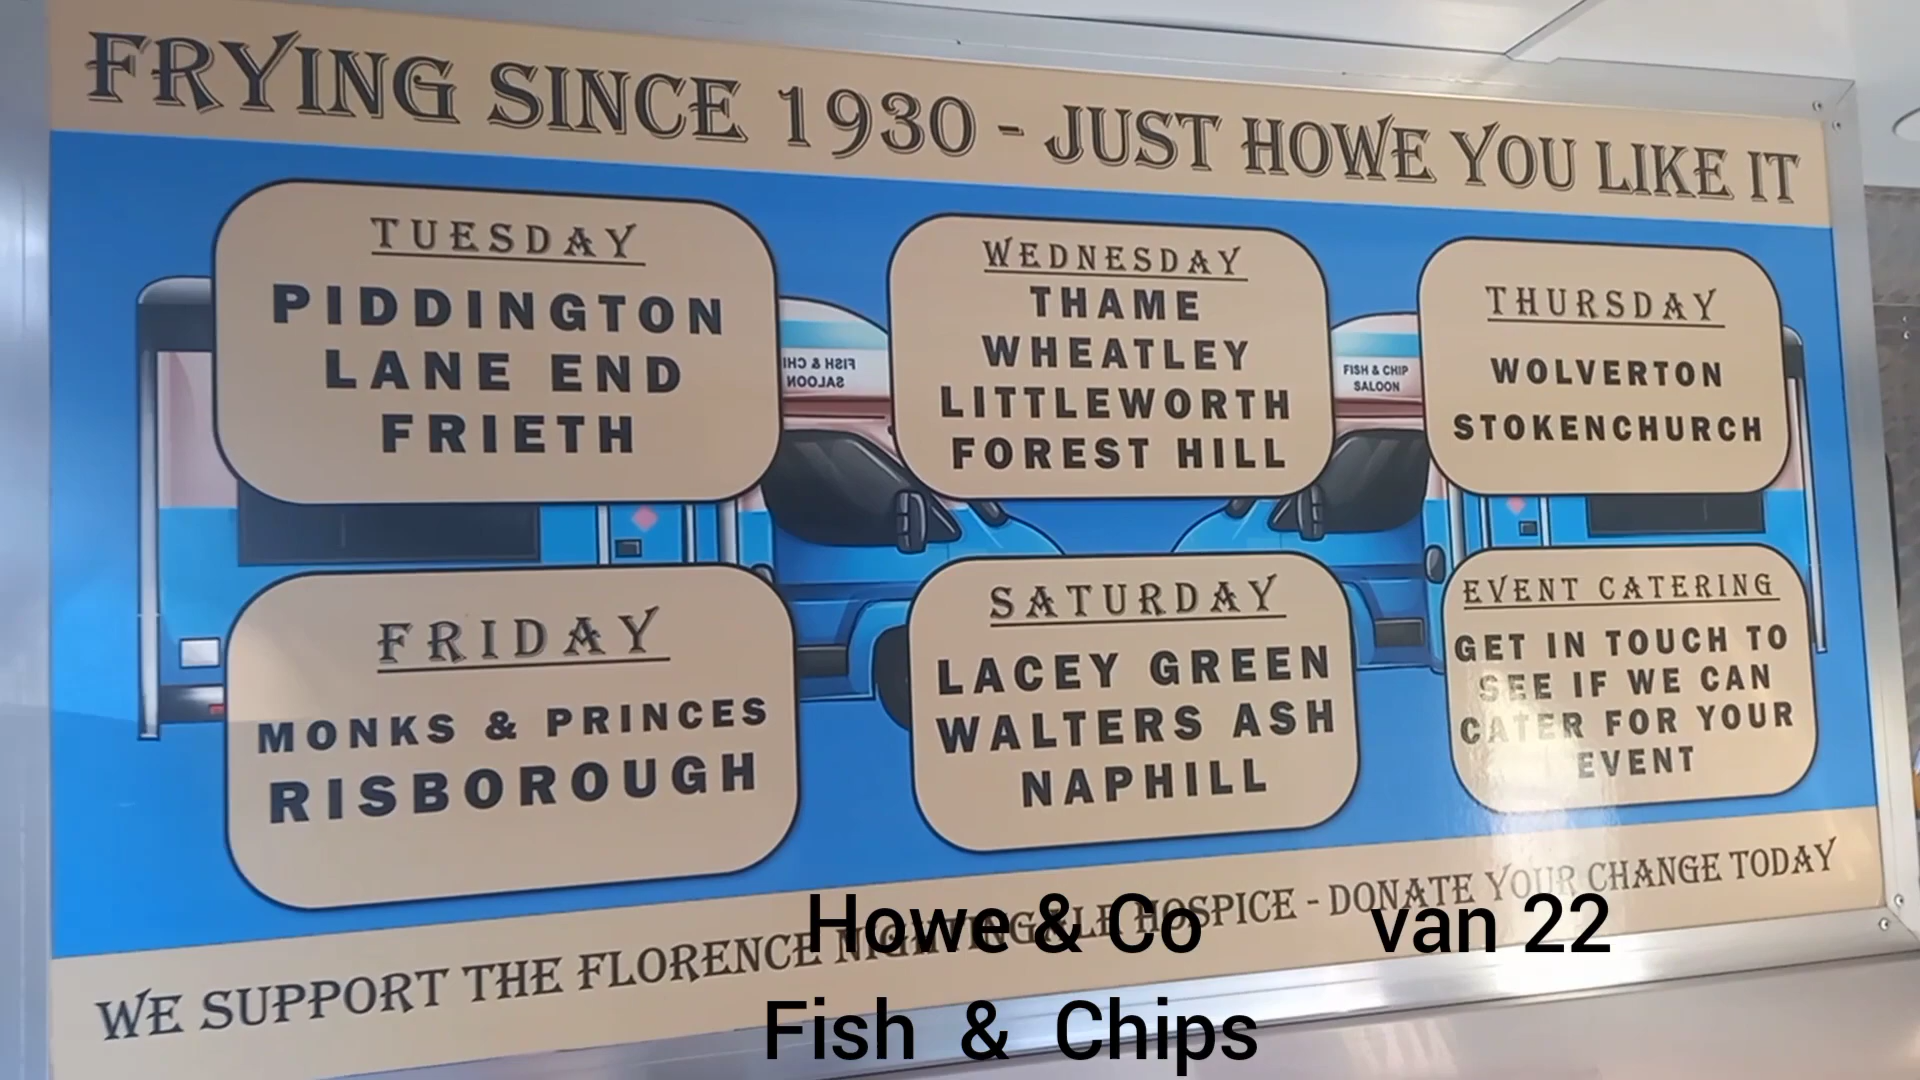 FRYING SINCE 1930 - JUST HOWE YOU LIKE IT
TUESDAY
PIDDINGTON
LANE END
FRIETH
WEDNESDAY
THAME
WHEATLEY
LITTLEWORTH
FOREST HILL
THURSDAY
WOLVERTON
STOKENCHURCH
FISH & CHI
SALOON
FISH & CHIP
SALOON
FRIDAY
MONKS & PRINCES
RISBOROUGH
SATURDAY
LACEY GREEN
WALTERS ASH
NAPHILL
EVENT CATERING
GET IN TOUCH TO
SEE IF WE CAN
CATER FOR YOUR
EVENT
WE SUPPORT THE FLORENCE NIGHTINGALE HOSPICE - DONATE YOUR CHANGE TODAY
Howe & Co van 22
Fish & Chips